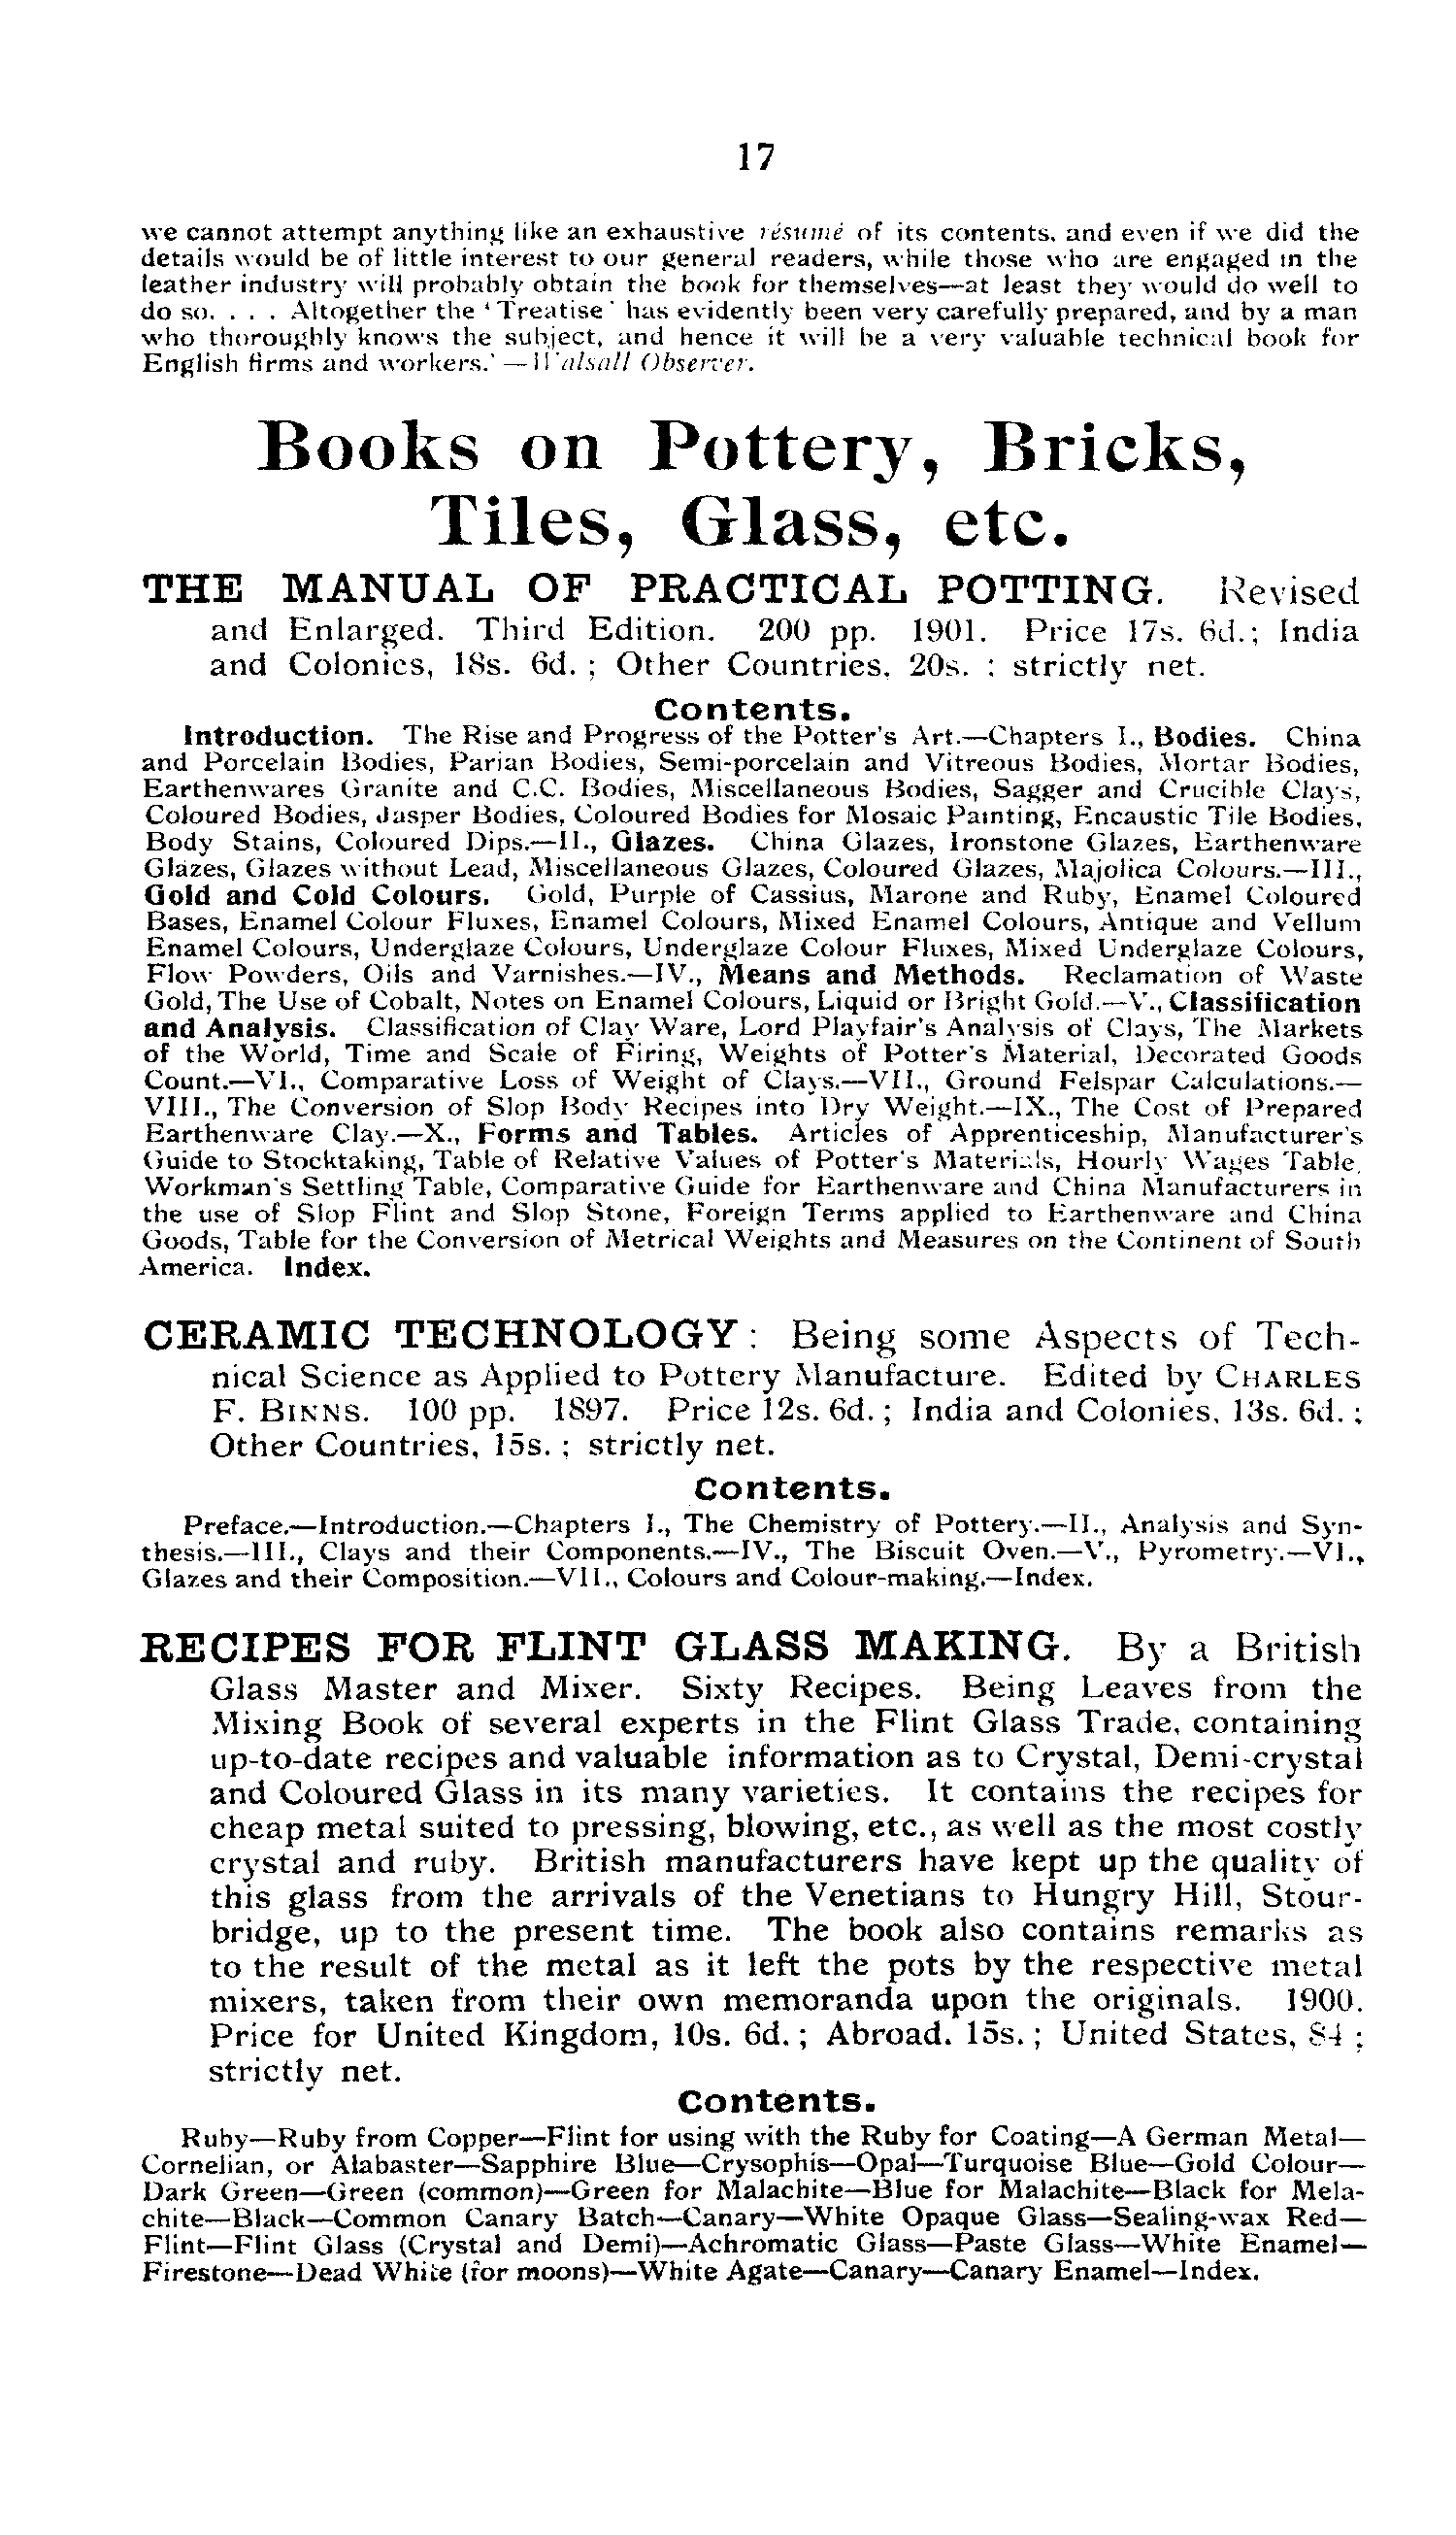 17
we cannot attempt anything like an exhaustive résumé of its contents, and even if we did the
details would be of little interest to our general readers, while those who are engaged in the
leather industry will probably obtain the book for themselves—at least they would do well to
do so. . . . Altogether the 'Treatise' has evidently been very carefully prepared, and by a man
who thoroughly knows the subject, and hence it will be a very valuable technical book for
English firms and workers.'—Walsall Observer.
Books on Pottery, Bricks,
Tiles, Glass, etc.
THE MANUAL OF PRACTICAL POTTING. Revised
and Enlarged. Third Edition. 200 pp. 1901. Price 17s. 6d.; India
and Colonies, 18s. 6d.; Other Countries, 20s.; strictly net.
Contents.
Introduction. The Rise and Progress of the Potter's Art.—Chapters I., Bodies. China
and Porcelain Bodies, Parian Bodies, Semi-porcelain and Vitreous Bodies, Mortar Bodies,
Earthenwares Granite and C.C. Bodies, Miscellaneous Bodies, Sagger and Crucible Clays,
Coloured Bodies, Jasper Bodies, Coloured Bodies for Mosaic Painting, Encaustic Tile Bodies,
Body Stains, Coloured Dips.—II., Glazes. China Glazes, Ironstone Glazes, Earthenware
Glazes, Glazes without Lead, Miscellaneous Glazes, Coloured Glazes, Majolica Colours.—III.,
Gold and Cold Colours. Gold, Purple of Cassius, Marone and Ruby, Enamel Coloured
Bases, Enamel Colour Fluxes, Enamel Colours, Mixed Enamel Colours, Antique and Vellum
Enamel Colours, Underglaze Colours, Underglaze Colour Fluxes, Mixed Underglaze Colours,
Flow Powders, Oils and Varnishes.—IV., Means and Methods. Reclamation of Waste
Gold, The Use of Cobalt, Notes on Enamel Colours, Liquid or Bright Gold.—V., Classification
and Analysis. Classification of Clay Ware, Lord Playfair's Analysis of Clays, The Markets
of the World, Time and Scale of Firing, Weights of Potter's Material, Decorated Goods
Count.—VI., Comparative Loss of Weight of Clays.—VII., Ground Felspar Calculations.—
VIII., The Conversion of Slop Body Recipes into Dry Weight.—IX., The Cost of Prepared
Earthenware Clay.—X., Forms and Tables. Articles of Apprenticeship, Manufacturer's
Guide to Stocktaking, Table of Relative Values of Potter's Materials, Hourly Wages Table,
Workman's Settling Table, Comparative Guide for Earthenware and China Manufacturers in
the use of Slop Flint and Slop Stone, Foreign Terms applied to Earthenware and China
Goods, Table for the Conversion of Metrical Weights and Measures on the Continent of South
America. Index.
CERAMIC TECHNOLOGY: Being some Aspects of Tech-
nical Science as Applied to Pottery Manufacture. Edited by CHARLES
F. BINNS. 100 pp. 1897. Price 12s. 6d.; India and Colonies, 13s. 6d.;
Other Countries, 15s.; strictly net.
Contents.
Preface.—Introduction.—Chapters I., The Chemistry of Pottery.—II., Analysis and Syn-
thesis.—III., Clays and their Components.—IV., The Biscuit Oven.—V., Pyrometry.—VI.,
Glazes and their Composition.—VII., Colours and Colour-making.—Index.
RECIPES FOR FLINT GLASS MAKING. By a British
Glass Master and Mixer. Sixty Recipes. Being Leaves from the
Mixing Book of several experts in the Flint Glass Trade, containing
up-to-date recipes and valuable information as to Crystal, Demi-crystal
and Coloured Glass in its many varieties. It contains the recipes for
cheap metal suited to pressing, blowing, etc., as well as the most costly
crystal and ruby. British manufacturers have kept up the quality of
this glass from the arrivals of the Venetians to Hungry Hill, Stour-
bridge, up to the present time. The book also contains remarks as
to the result of the metal as it left the pots by the respective metal
mixers, taken from their own memoranda upon the originals. 1900.
Price for United Kingdom, 10s. 6d.; Abroad, 15s.; United States, $4;
strictly net.
Contents.
Ruby—Ruby from Copper—Flint for using with the Ruby for Coating—A German Metal—
Cornelian, or Alabaster—Sapphire Blue—Crysophis—Opal—Turquoise Blue—Gold Colour—
Dark Green—Green (common)—Green for Malachite—Blue for Malachite—Black for Mela-
chite—Black—Common Canary Batch—Canary—White Opaque Glass—Sealing-wax Red—
Flint—Flint Glass (Crystal and Demi)—Achromatic Glass—Paste Glass—White Enamel—
Firestone—Dead White (for moons)—White Agate—Canary—Canary Enamel—Index.